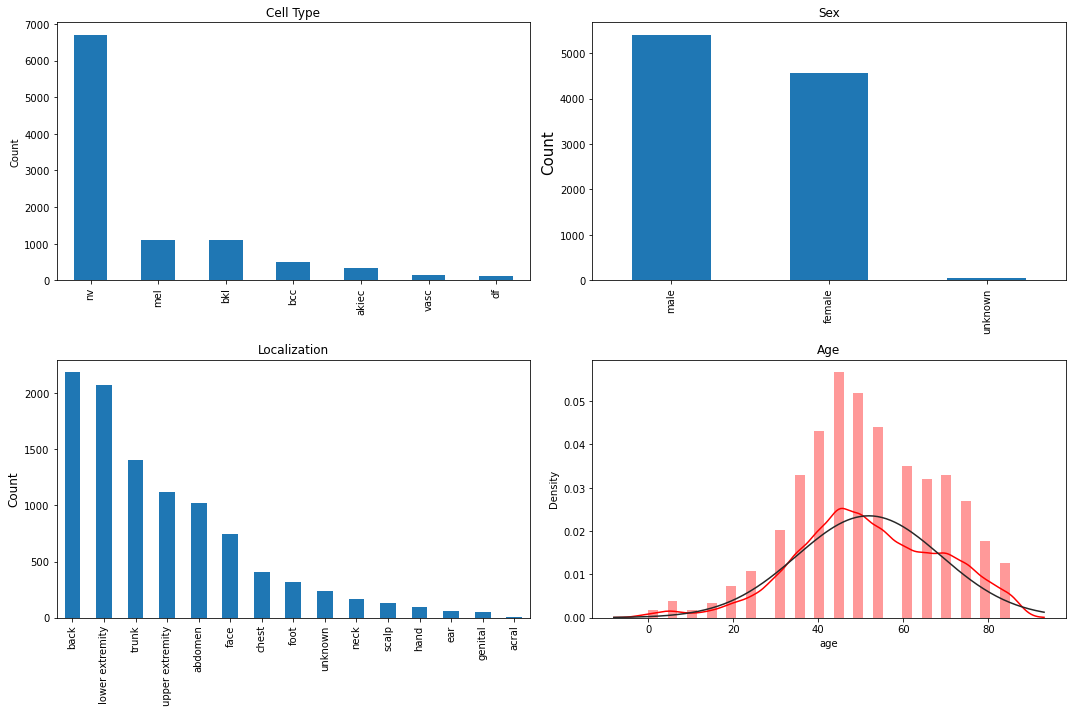 Cell Type
Count
7000
6000
5000
4000
3000
2000
1000
0
nv
mel
bkl
bcc
akiec
vasc
df
Sex
Count
5000
4000
3000
2000
1000
0
male
female
unknown
Localization
Count
2000
1500
1000
500
0
back
lower extremity
trunk
upper extremity
abdomen
face
chest
foot
unknown
neck
scalp
hand
ear
genital
acral
Age
Density
0.05
0.04
0.03
0.02
0.01
0.00
0 20 40 60 80
age